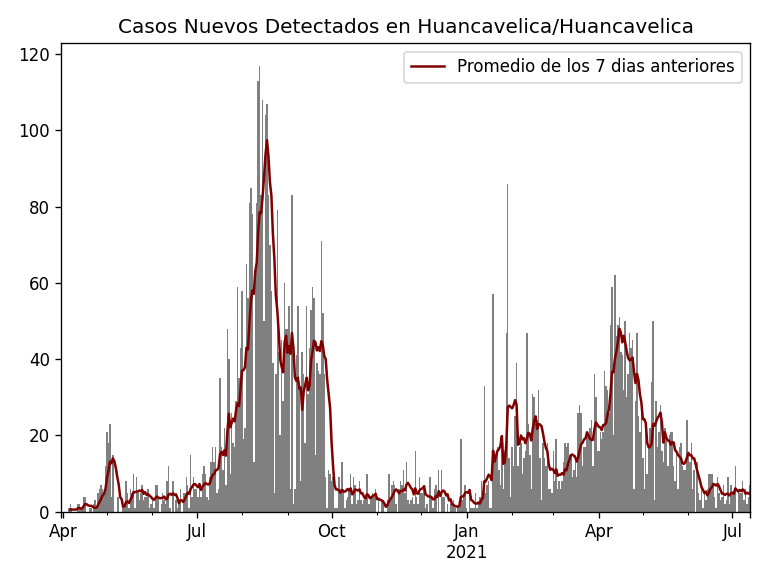 Casos Nuevos Detectados en Huancavelica/Huancavelica
Promedio de los 7 dias anteriores
120
100
80
60
40
20
0
Apr Jul Oct Jan Apr Jul
2021